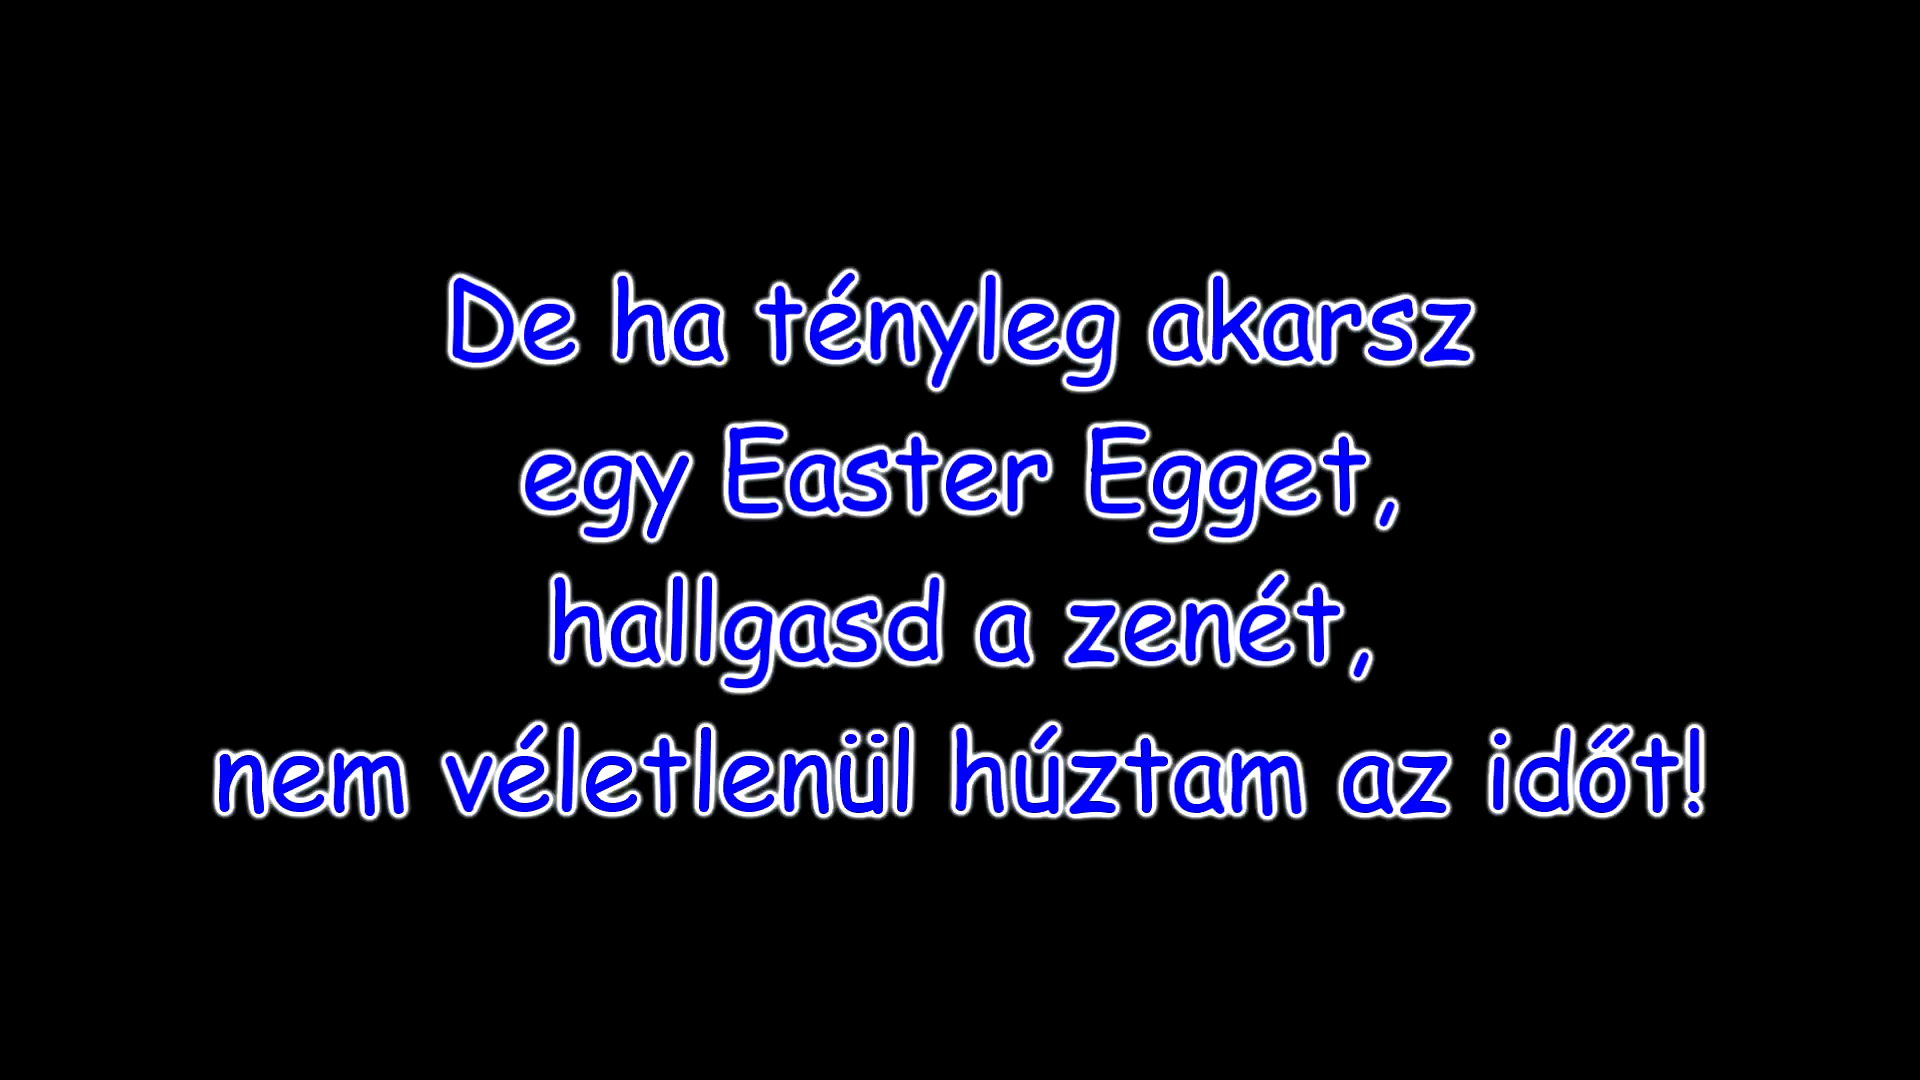 De ha tényleg akarsz
egy Easter Egget,
hallgasd a zenét,
nem véletlenül húztam az időt!